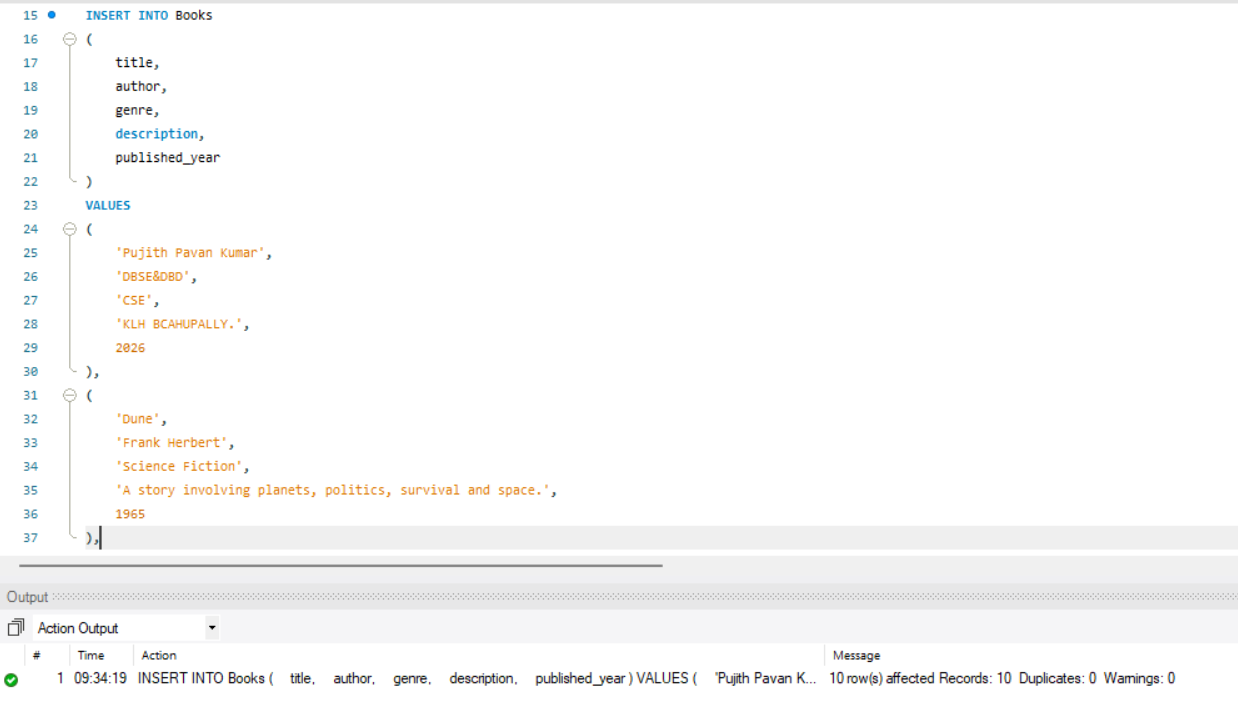 15 INSERT INTO Books
16 (
17 title,
18 author,
19 genre,
20 description,
21 published_year
22 )
23 VALUES
24 (
25 'Pujith Pavan Kumar',
26 'DBSE&DBD',
27 'CSE',
28 'KLH BCAHUPALLY.',
29 2026
30 ),
31 (
32 'Dune',
33 'Frank Herbert',
34 'Science Fiction',
35 'A story involving planets, politics, survival and space.',
36 1965
37 ),
Output
Action Output
# Time Action Message
1 09:34:19 INSERT INTO Books ( title, author, genre, description, published_year ) VALUES ( 'Pujith Pavan K... 10 row(s) affected Records: 10 Duplicates: 0 Warnings: 0